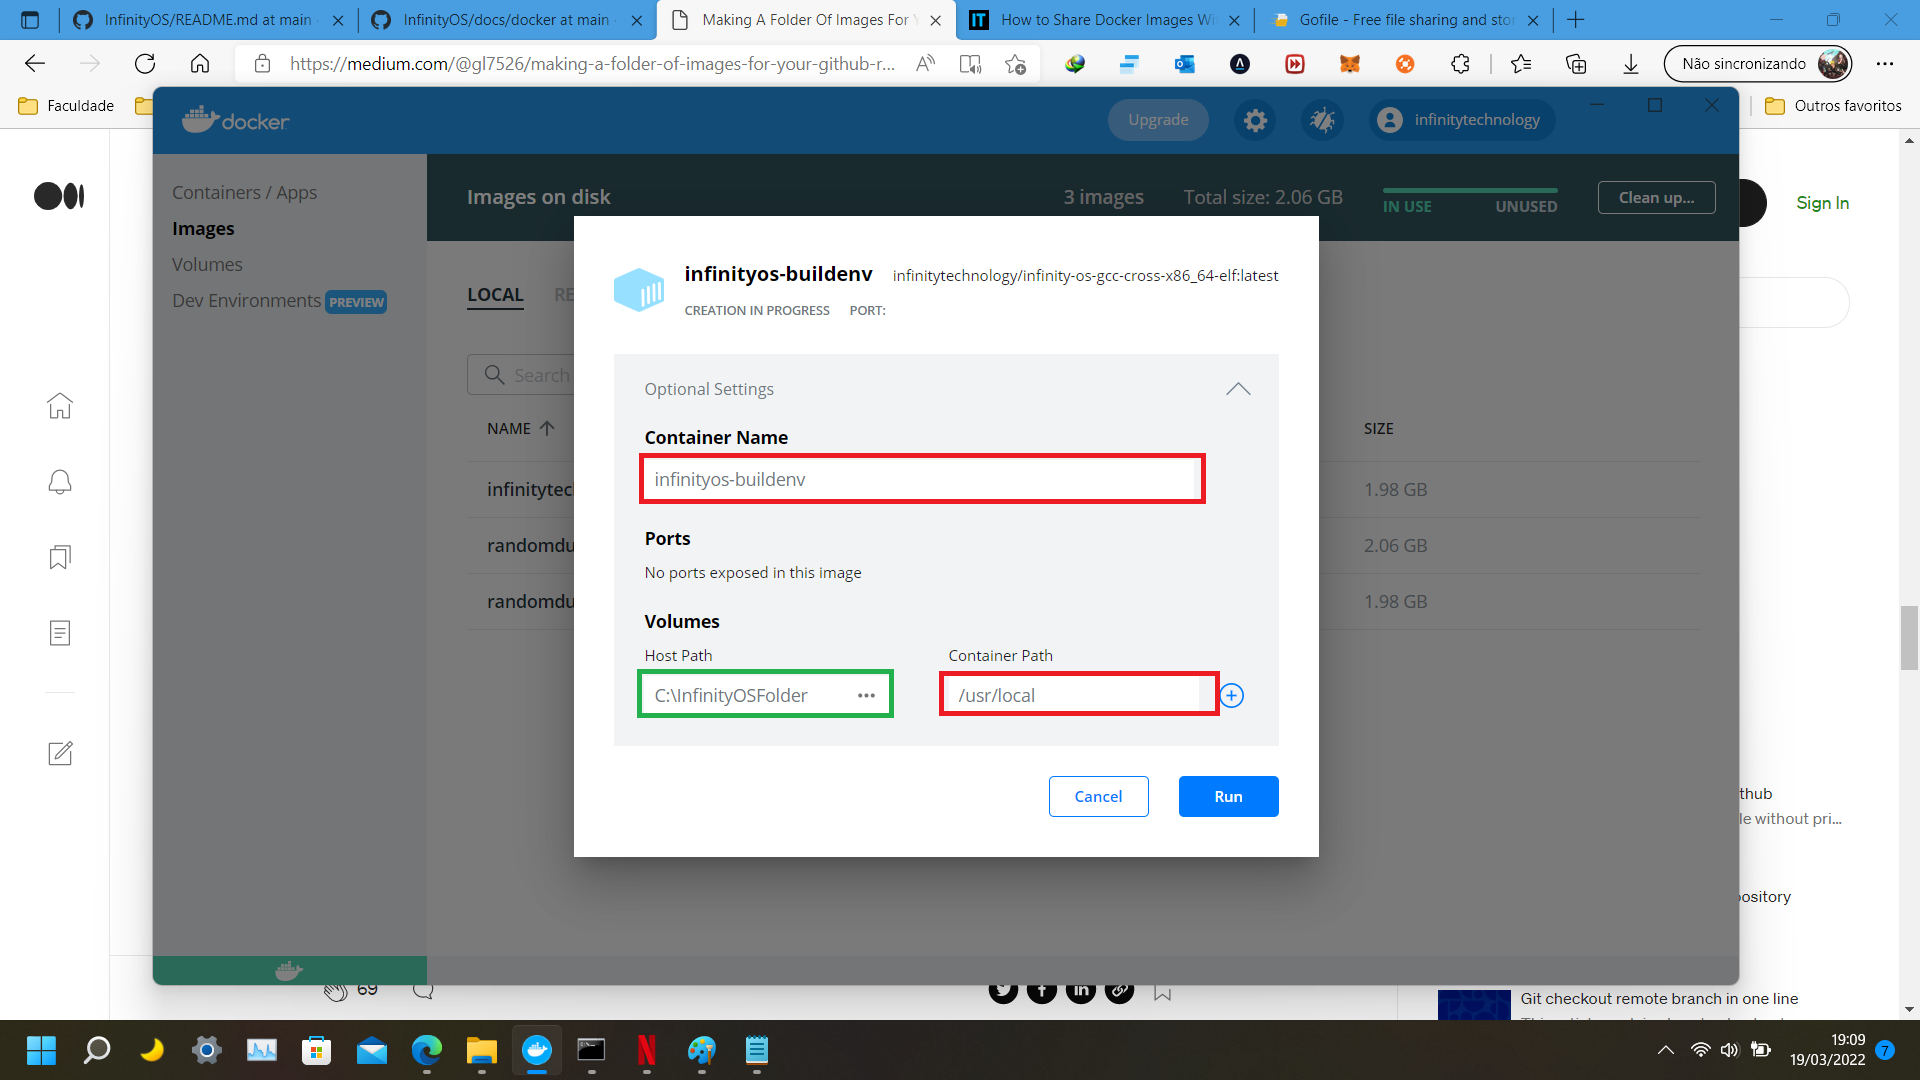 InfinityOS/README.md at main
InfinityOS/docs/docker at main
Making A Folder Of Images For Y
How to Share Docker Images Wi
Gofile - Free file sharing and stor
https://medium.com/@gl7526/making-a-folder-of-images-for-your-github-r...
Não sincronizando
Faculdade
Outros favoritos
docker
Upgrade
infinitytechnology
Containers / Apps
Images
Volumes
Dev Environments PREVIEW
Images on disk
3 images
Total size: 2.06 GB
IN USE
UNUSED
Clean up...
Sign In
LOCAL
RE
Search
NAME
SIZE
infinitytec
1.98 GB
randomdu
2.06 GB
randomdu
1.98 GB
infinityos-buildenv
infinitytechnology/infinity-os-gcc-cross-x86_64-elf:latest
CREATION IN PROGRESS
PORT:
Optional Settings
Container Name
infinityos-buildenv
Ports
No ports exposed in this image
Volumes
Host Path
Container Path
C:\InfinityOSFolder
/usr/local
Cancel
Run
thub
le without pri...
ository
69
Git checkout remote branch in one line
19:09
19/03/2022
7